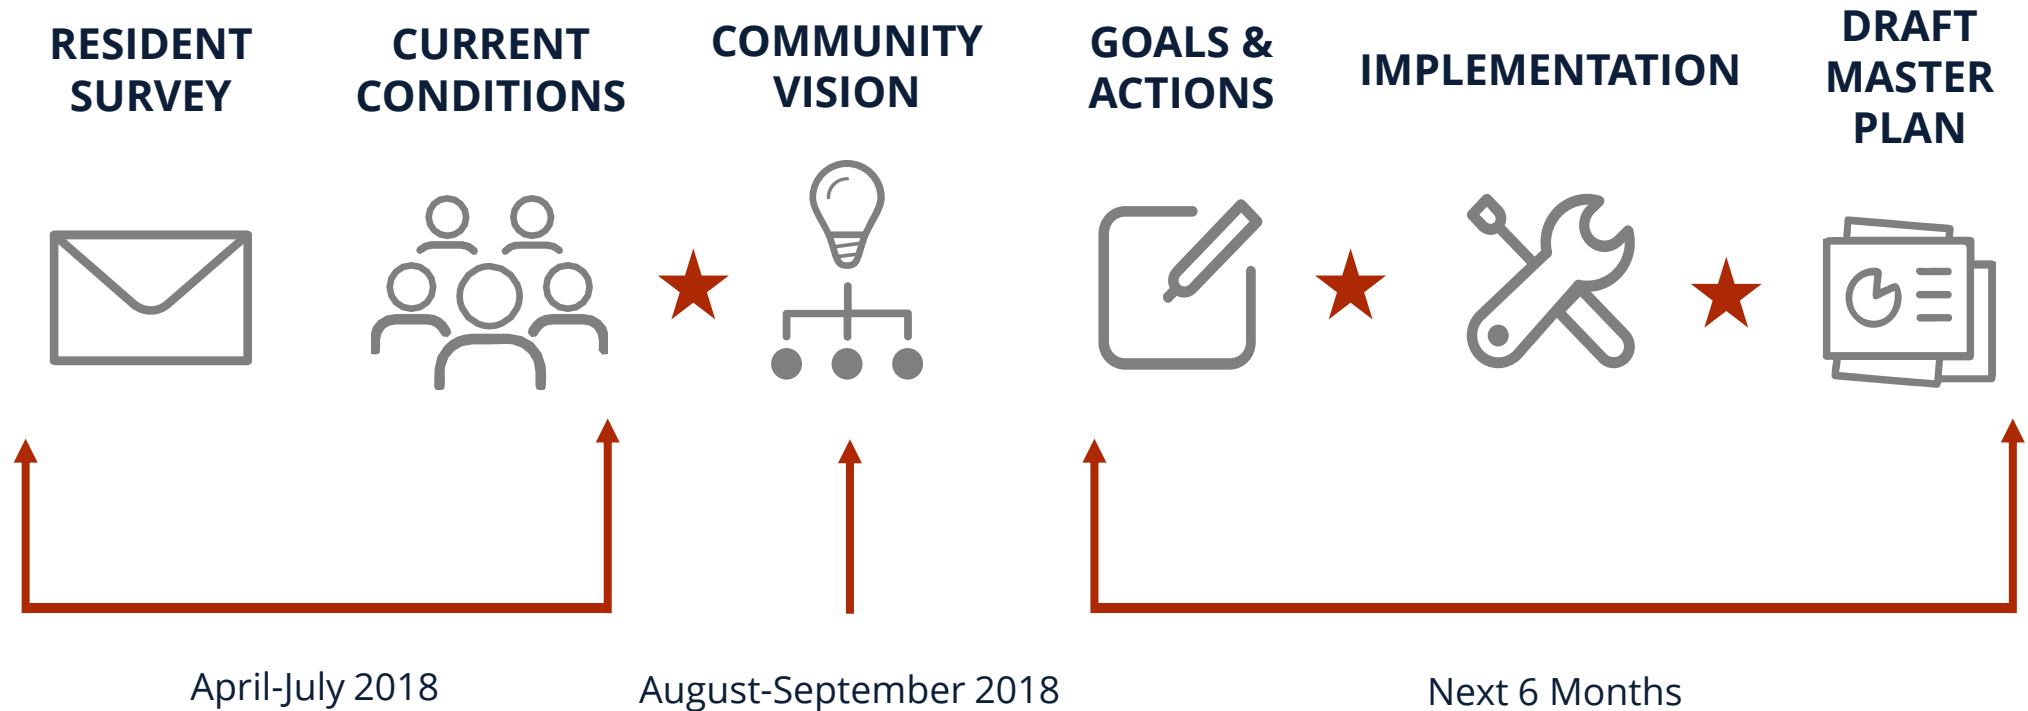 RESIDENT
SURVEY
CURRENT
CONDITIONS
COMMUNITY
VISION
GOALS &
ACTIONS
IMPLEMENTATION
DRAFT
MASTER
PLAN
April-July 2018
August-September 2018
Next 6 Months